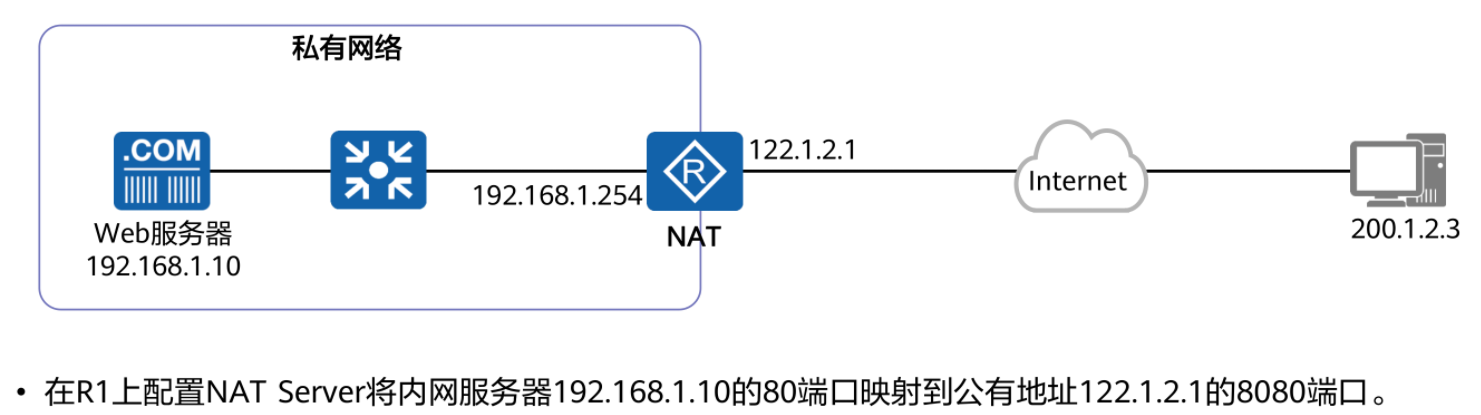 私有网络
.COM
R
122.1.2.1
Internet
192.168.1.254
Web服务器
192.168.1.10
NAT
200.1.2.3
• 在R1上配置NAT Server将内网服务器192.168.1.10的80端口映射到公有地址122.1.2.1的8080端口。